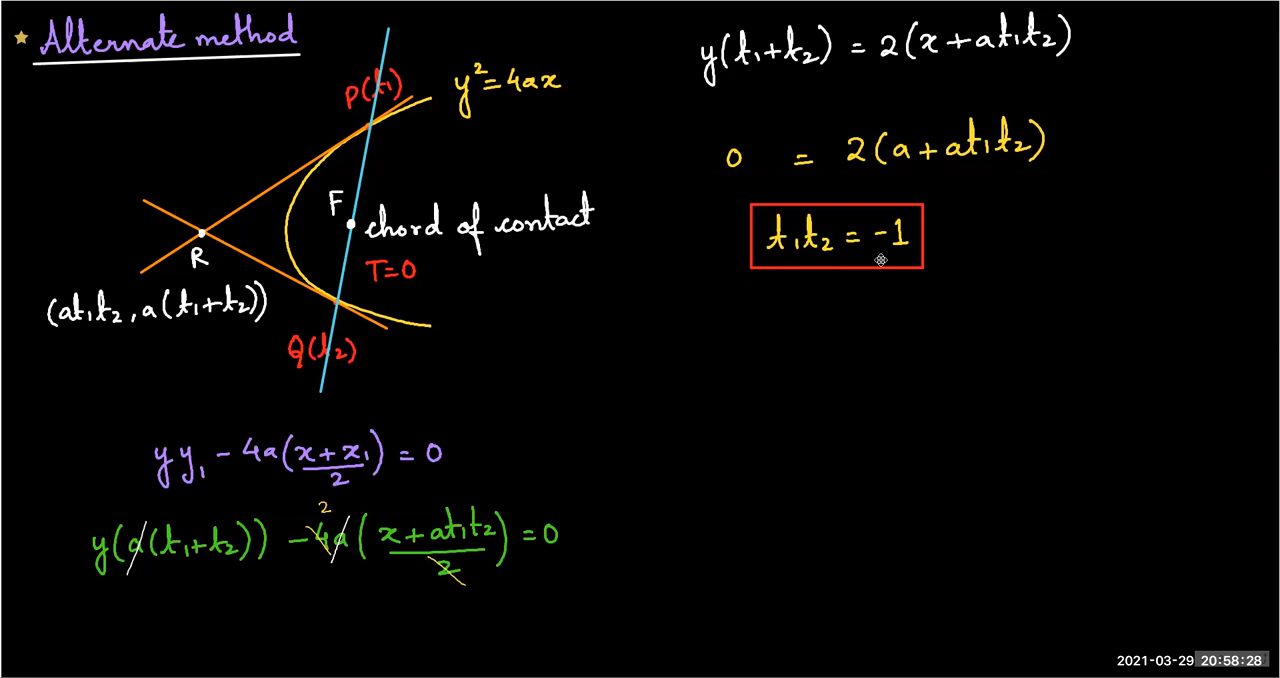 ★ Alternate method
P(t₁)
y² = 4ax
F
chord of contact
R
T=0
(at₁t₂, a(t₁+t₂))
Q(t₂)
yy₁ - 4a((x+x₁)/2) = 0
y(a(t₁+t₂)) - 4a((x+at₁t₂)/2) = 0
2
y(t₁+t₂) = 2(x+at₁t₂)
0 = 2(a+at₁t₂)
t₁t₂ = -1
2021-03-29 20:58:28